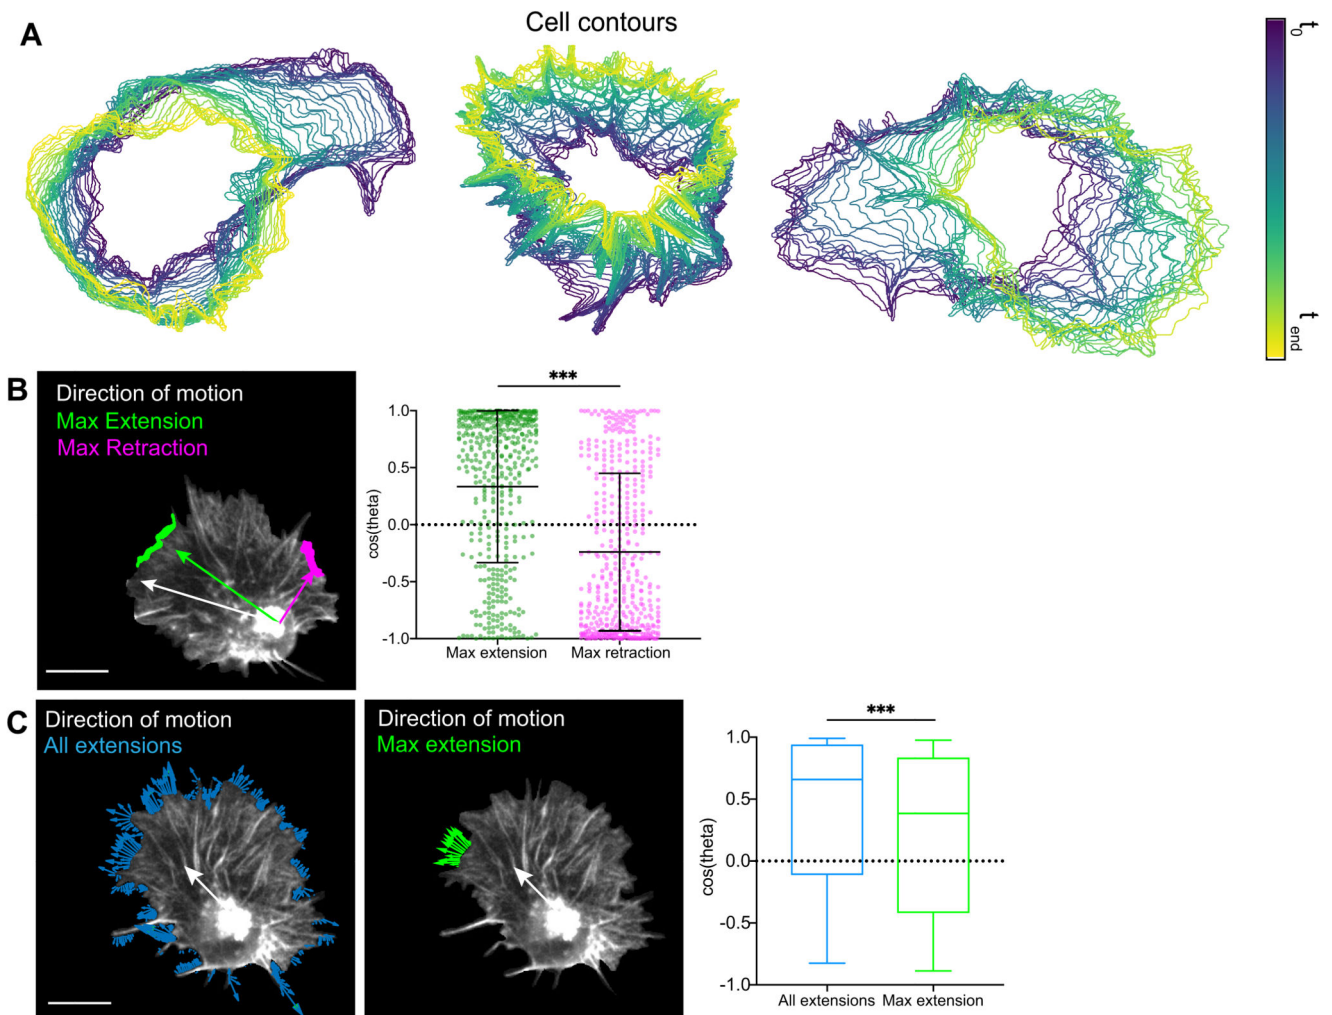 A
Cell contours
t0
tend
B
Direction of motion
Max Extension
Max Retraction
***
1.0
0.5
0.0
-0.5
-1.0
cos(theta)
Max extension
Max retraction
C
Direction of motion
All extensions
Direction of motion
Max extension
***
1.0
0.5
0.0
-0.5
-1.0
cos(theta)
All extensions
Max extension